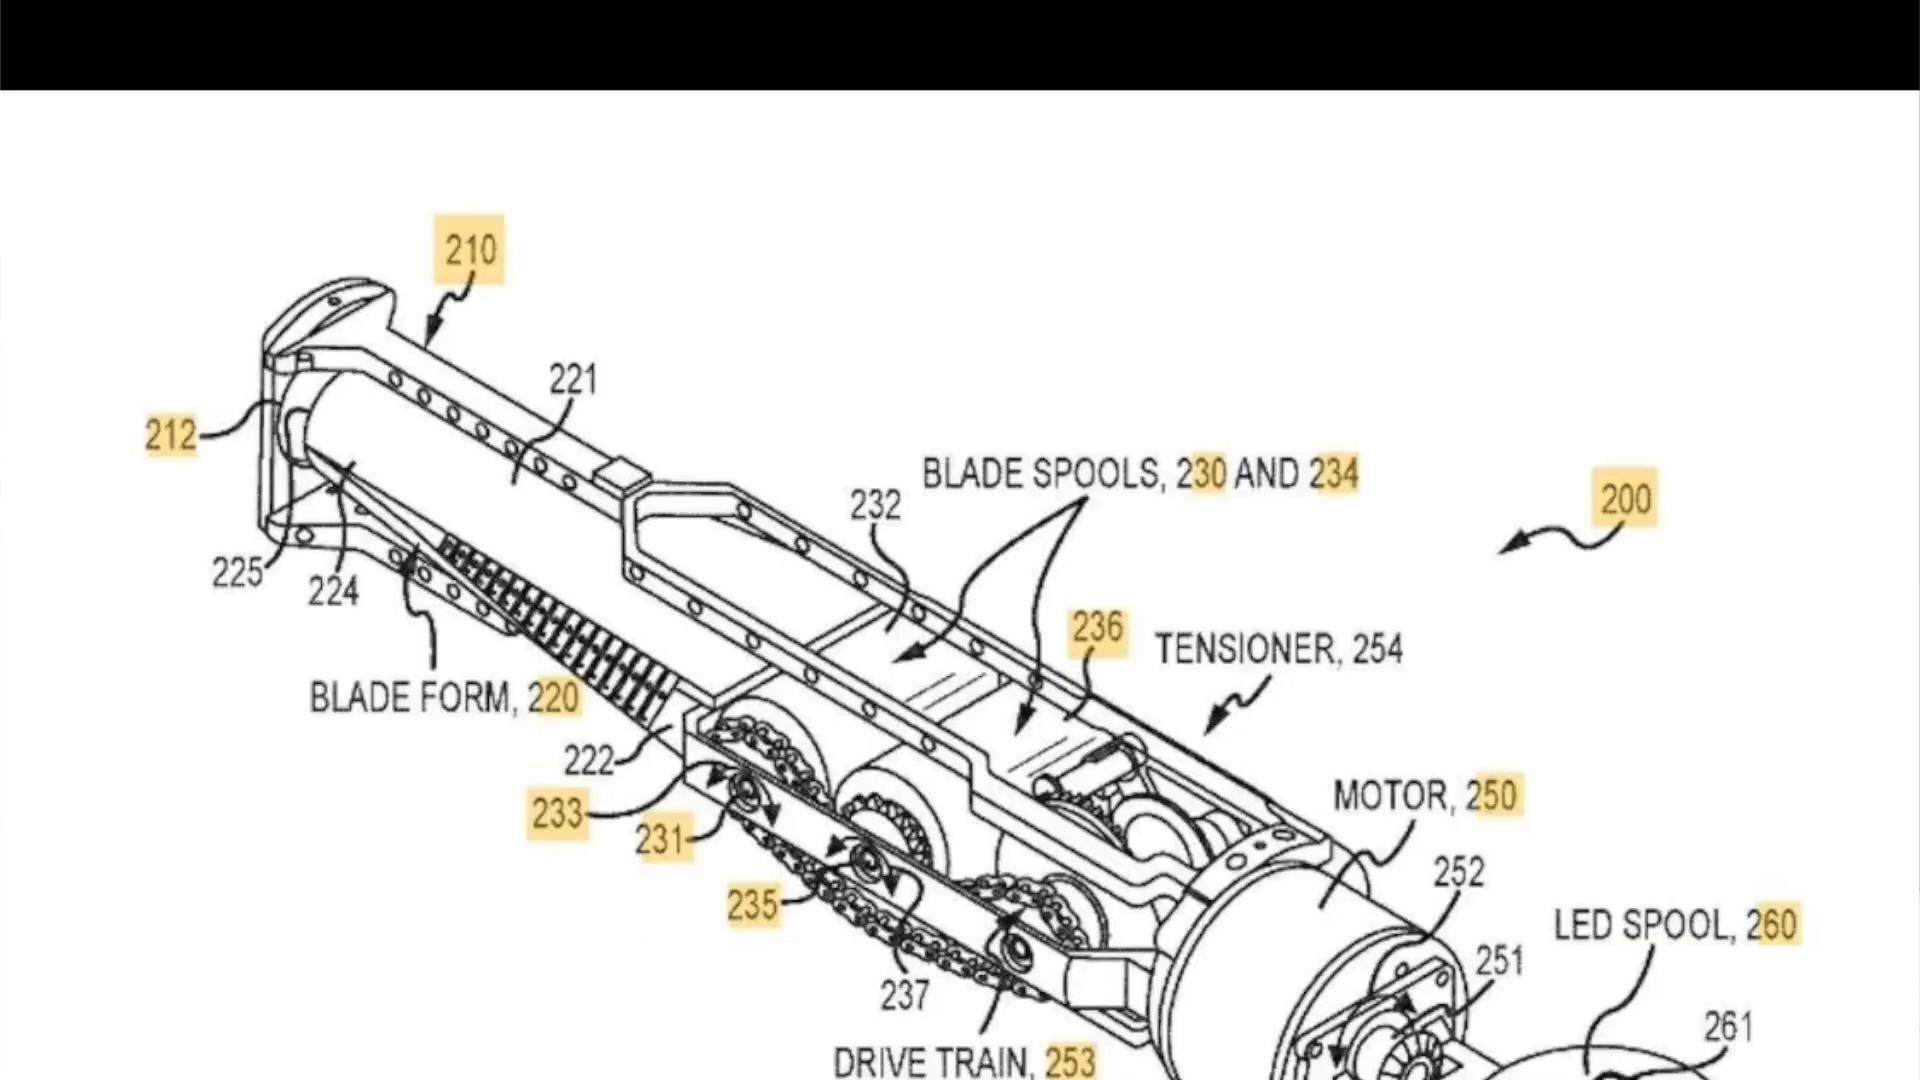 210
221
212
BLADE SPOOLS, 230 AND 234
232
200
225
224
236
TENSIONER, 254
BLADE FORM, 220
222
233
231
MOTOR, 250
235
252
LED SPOOL, 260
251
237
261
DRIVE TRAIN, 253